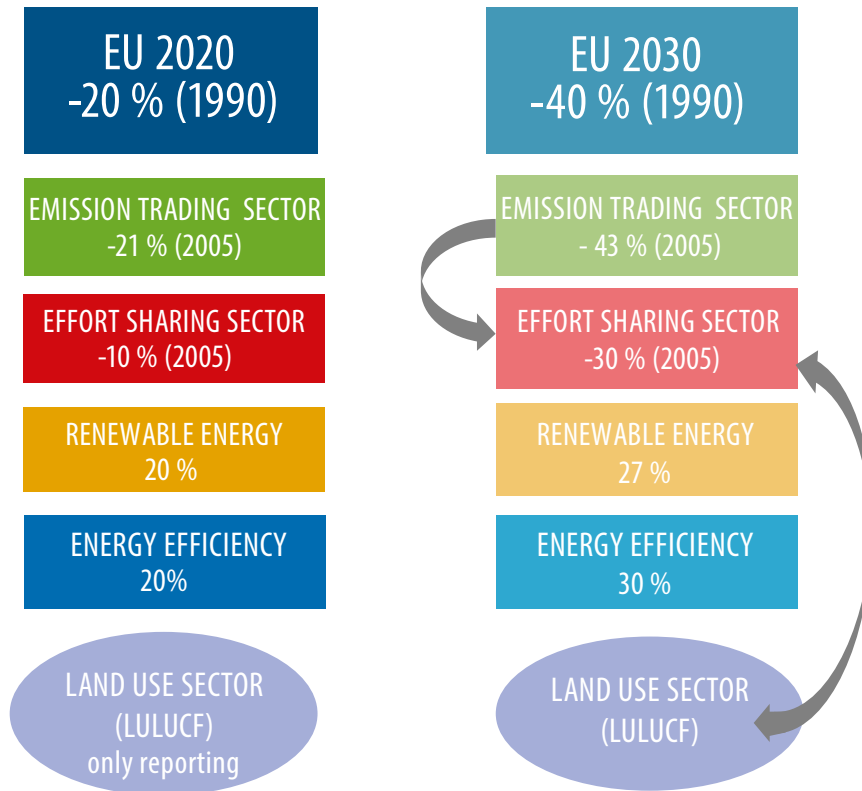 EU 2020
-20 % (1990)
EMISSION TRADING SECTOR
-21 % (2005)
EFFORT SHARING SECTOR
-10 % (2005)
RENEWABLE ENERGY
20 %
ENERGY EFFICIENCY
20%
LAND USE SECTOR
(LULUCF)
only reporting
EU 2030
-40 % (1990)
EMISSION TRADING SECTOR
- 43 % (2005)
EFFORT SHARING SECTOR
-30 % (2005)
RENEWABLE ENERGY
27 %
ENERGY EFFICIENCY
30 %
LAND USE SECTOR
(LULUCF)